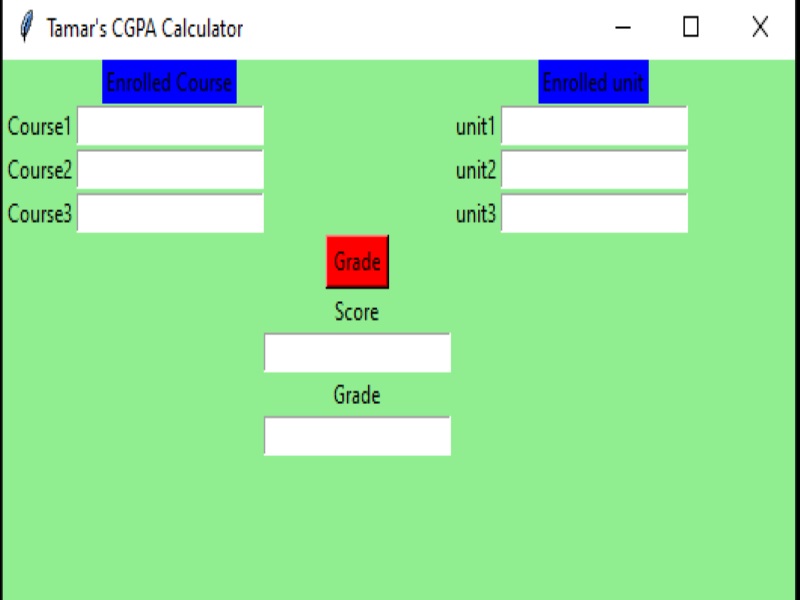 Tamar's CGPA Calculator
Enrolled Course Enrolled unit
Course1 unit1
Course2 unit2
Course3 unit3
Grade
Score
Grade